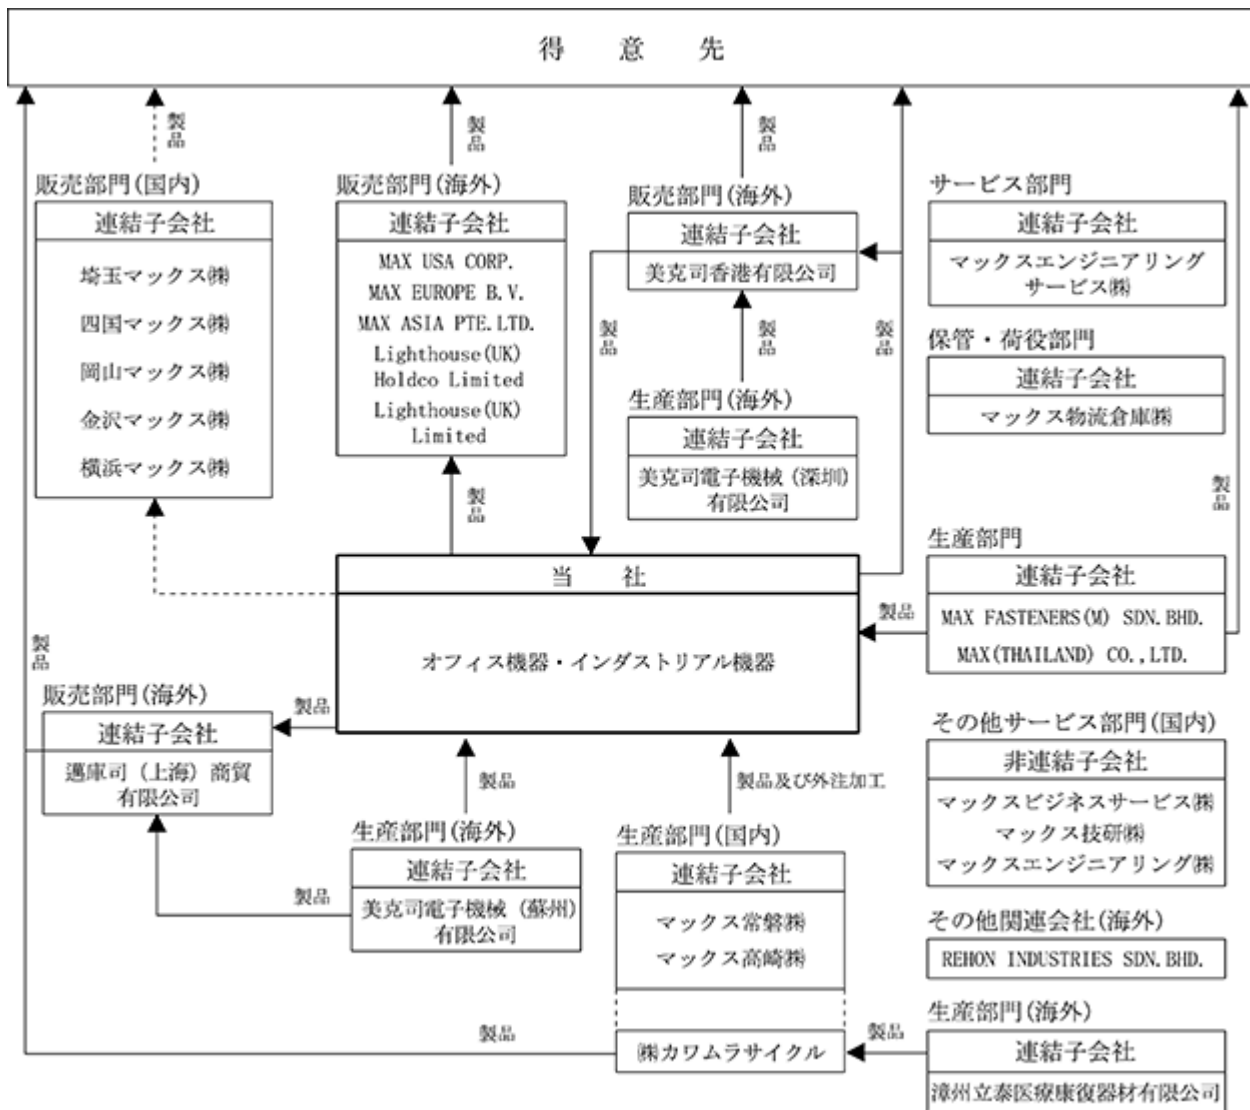 得意先
製品
製品
製品
販売部門(国内)
連結子会社
埼玉マックス㈱
四国マックス㈱
岡山マックス㈱
金沢マックス㈱
横浜マックス㈱
販売部門(海外)
連結子会社
MAX USA CORP.
MAX EUROPE B.V.
MAX ASIA PTE.LTD.
Lighthouse(UK)
Holdco Limited
Lighthouse(UK)
Limited
販売部門(海外)
連結子会社
美克司香港有限公司
製品
製品
製品
生産部門(海外)
連結子会社
美克司電子機械(深圳)
有限公司
サービス部門
連結子会社
マックスエンジニアリング
サービス㈱
保管・荷役部門
連結子会社
マックス物流倉庫㈱
製品
製品
当社
オフィス機器・インダストリアル機器
生産部門
連結子会社
MAX FASTENERS(M) SDN.BHD.
MAX(THAILAND) CO.,LTD.
製品
製品
販売部門(海外)
連結子会社
邁庫司(上海)商貿
有限公司
製品
製品
製品及び外注加工
その他サービス部門(国内)
非連結子会社
マックスビジネスサービス㈱
マックス技研㈱
マックスエンジニアリング㈱
生産部門(海外)
連結子会社
美克司電子機械(蘇州)
有限公司
製品
生産部門(国内)
連結子会社
マックス常磐㈱
マックス高崎㈱
その他関連会社(海外)
REHON INDUSTRIES SDN.BHD.
製品
㈱カワムラサイクル
製品
生産部門(海外)
連結子会社
漳州立泰医療康復器材有限公司